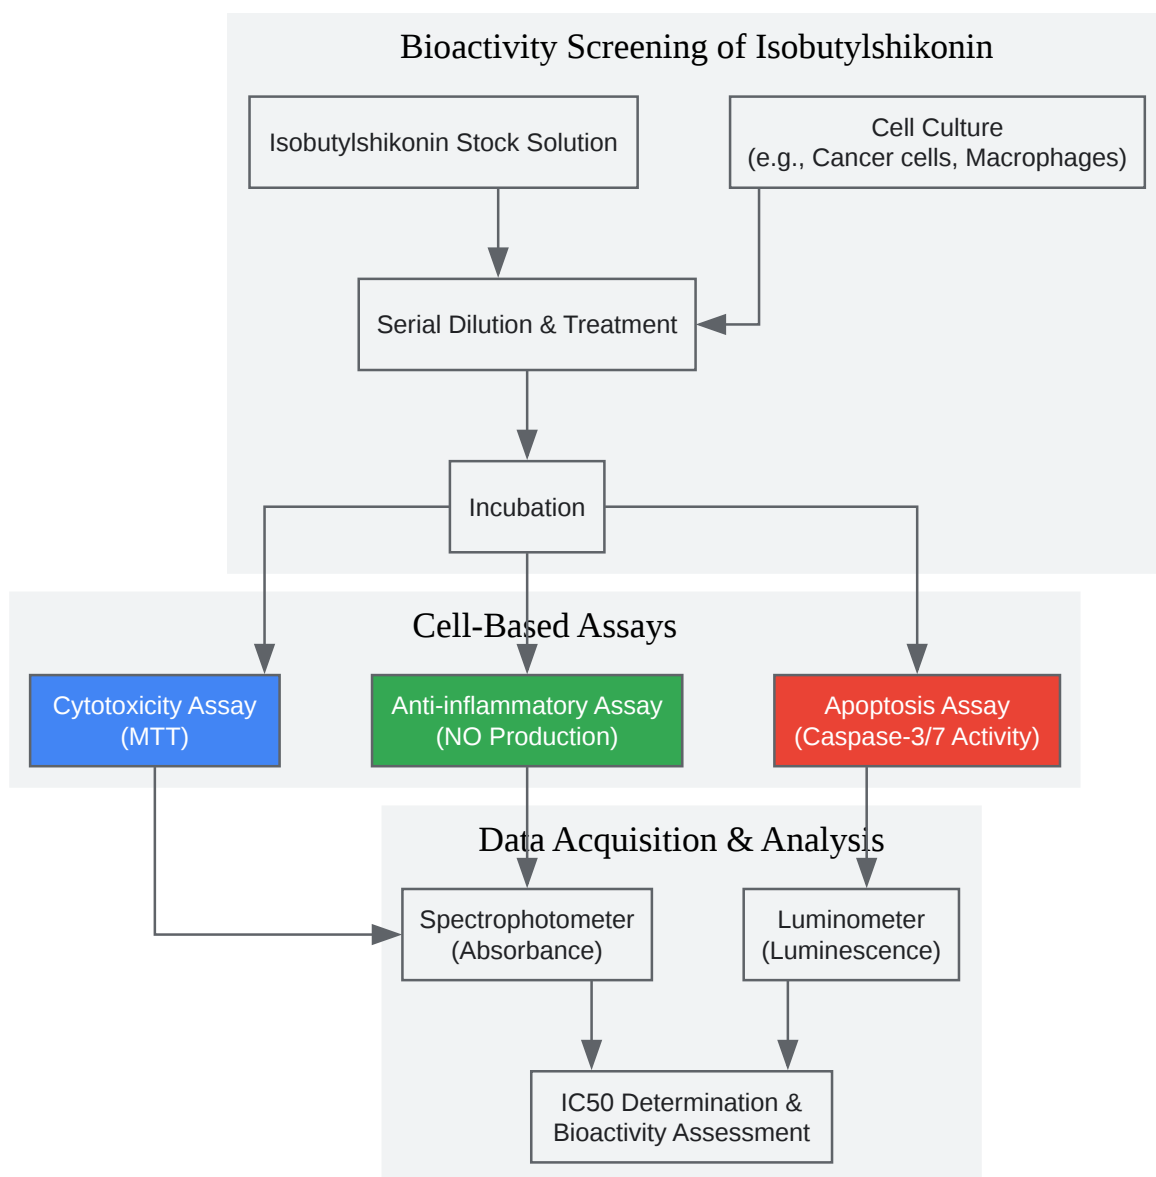 Bioactivity Screening of Isobutylshikonin
Isobutylshikonin Stock Solution
Cell Culture
(e.g., Cancer cells, Macrophages)
Serial Dilution & Treatment
Incubation
Cell-Based Assays
Cytotoxicity Assay
(MTT)
Anti-inflammatory Assay
(NO Production)
Apoptosis Assay
(Caspase-3/7 Activity)
Data Acquisition & Analysis
Spectrophotometer
(Absorbance)
Luminometer
(Luminescence)
IC50 Determination &
Bioactivity Assessment